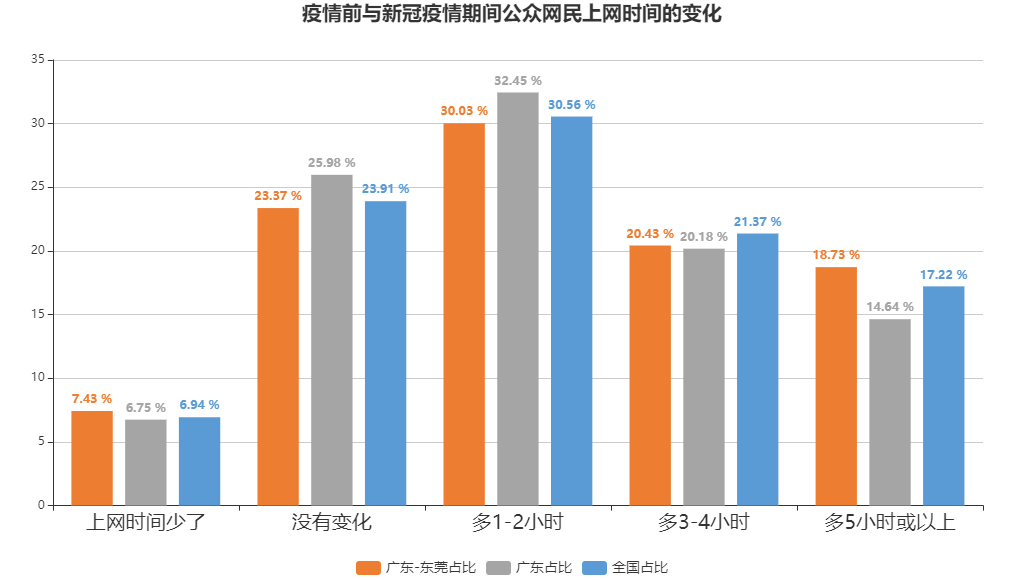 疫情前与新冠疫情期间公众网民上网时间的变化
35
30
25
20
15
10
5
0
7.43 %
6.75 %
6.94 %
23.37 %
25.98 %
23.91 %
30.03 %
32.45 %
30.56 %
20.43 %
20.18 %
21.37 %
18.73 %
14.64 %
17.22 %
上网时间少了
没有变化
多1-2小时
多3-4小时
多5小时或以上
广东-东莞占比
广东占比
全国占比